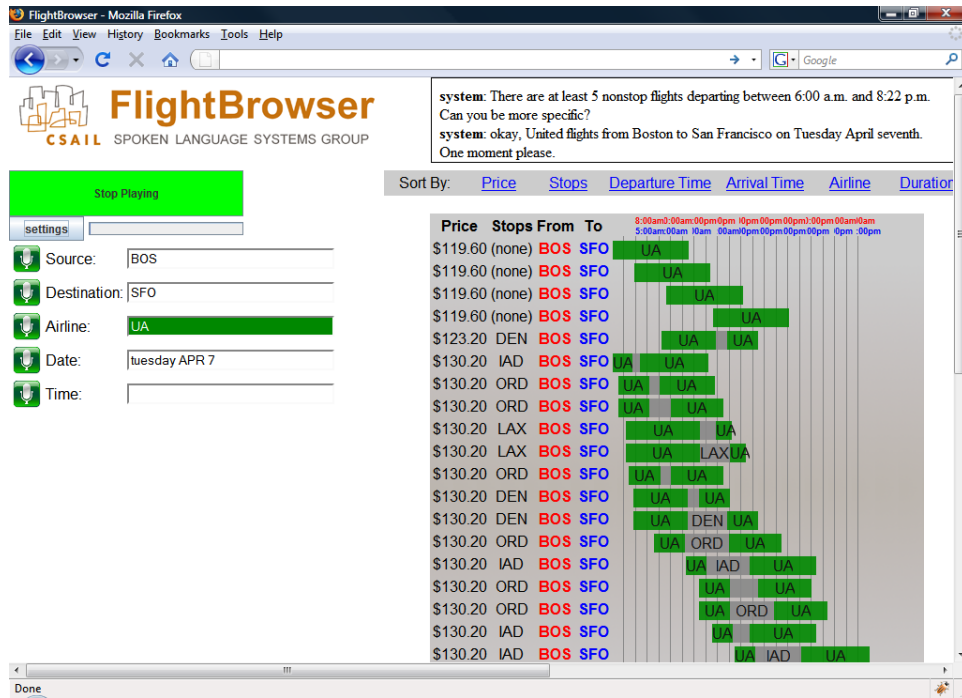 FlightBrowser - Mozilla Firefox
File Edit View History Bookmarks Tools Help
G Google
CSAIL
FlightBrowser
SPOKEN LANGUAGE SYSTEMS GROUP
system: There are at least 5 nonstop flights departing between 6:00 a.m. and 8:22 p.m.
Can you be more specific?
system: okay, United flights from Boston to San Francisco on Tuesday April seventh.
One moment please.
Stop Playing
settings
Source: BOS
Destination: SFO
Airline: UA
Date: tuesday APR 7
Time:
Sort By: Price Stops Departure Time Arrival Time Airline Duration
Price Stops From To
$119.60 (none) BOS SFO UA
$119.60 (none) BOS SFO UA
$119.60 (none) BOS SFO UA
$119.60 (none) BOS SFO UA
$123.20 DEN BOS SFO UA UA
$130.20 IAD BOS SFO UA UA
$130.20 ORD BOS SFO UA UA
$130.20 ORD BOS SFO UA UA
$130.20 LAX BOS SFO UA UA
$130.20 LAX BOS SFO UA LAX UA
$130.20 ORD BOS SFO UA UA
$130.20 DEN BOS SFO UA UA
$130.20 DEN BOS SFO UA DEN UA
$130.20 ORD BOS SFO UA ORD UA
$130.20 IAD BOS SFO UA IAD UA
$130.20 ORD BOS SFO UA UA
$130.20 ORD BOS SFO UA ORD UA
$130.20 IAD BOS SFO UA UA
$130.20 IAD BOS SFO UA IAD UA
Done